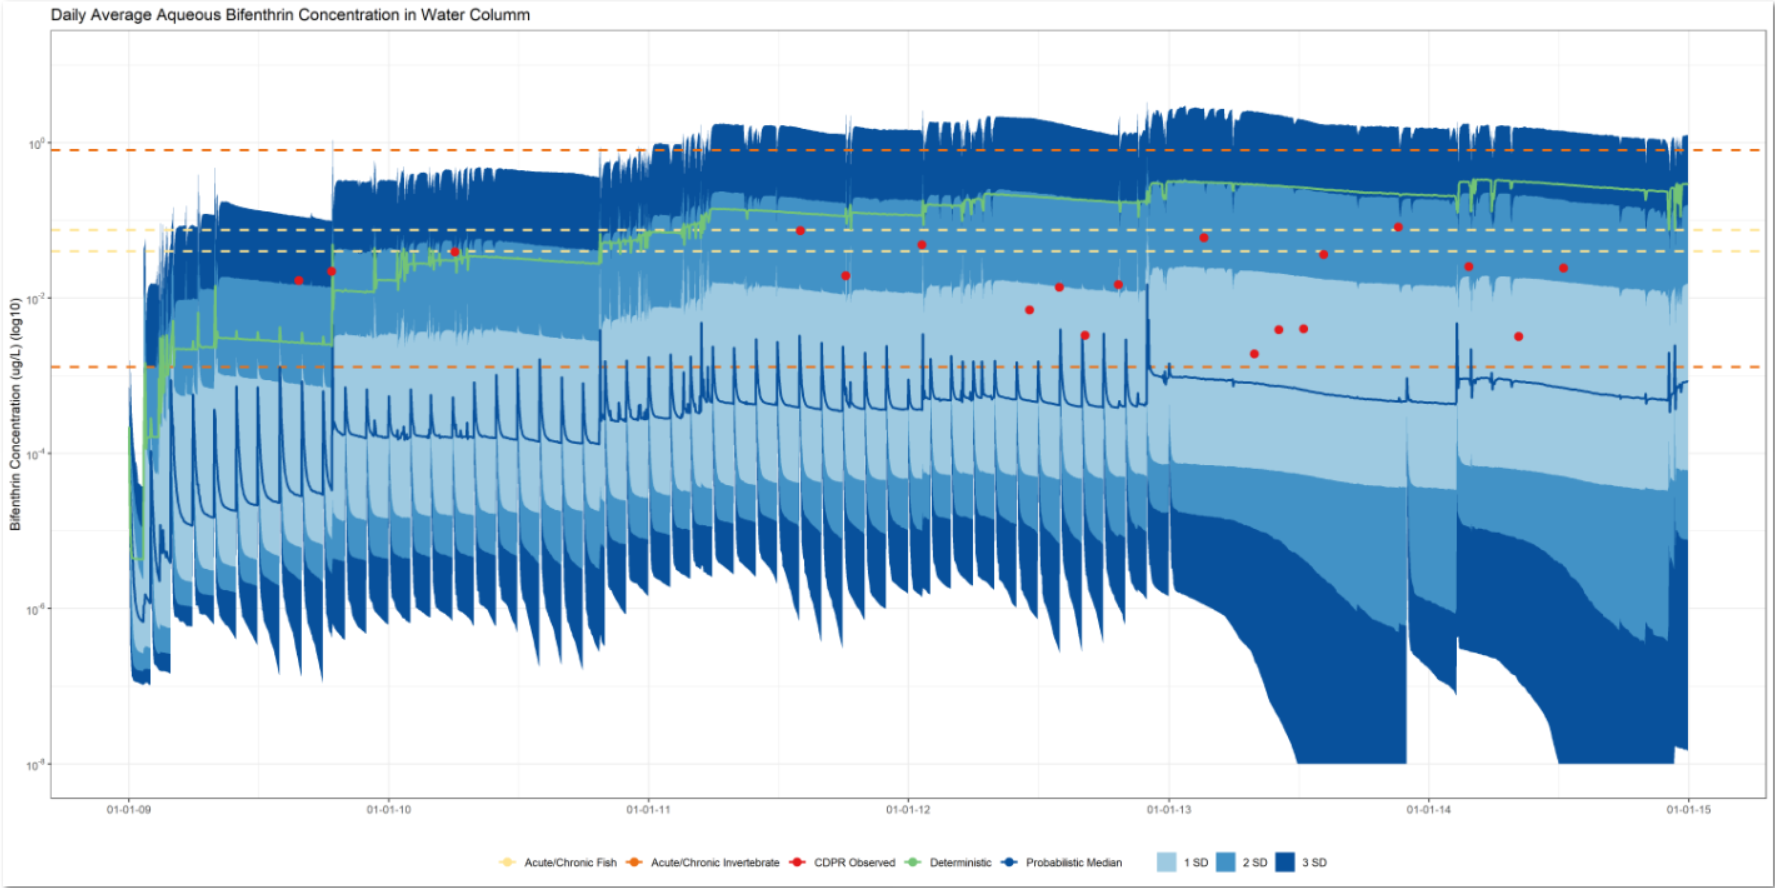 Daily Average Aqueous Bifenthrin Concentration in Water Columm
Bifenthrin Concentration (ug/L) (log10)
10⁰
10⁻²
10⁻⁴
10⁻⁶
10⁻⁸
01-01-09 01-01-10 01-01-11 01-01-12 01-01-13 01-01-14 01-01-15
Acute/Chronic Fish Acute/Chronic Invertebrate CDPR Observed Deterministic Probabilistic Median 1 SD 2 SD 3 SD